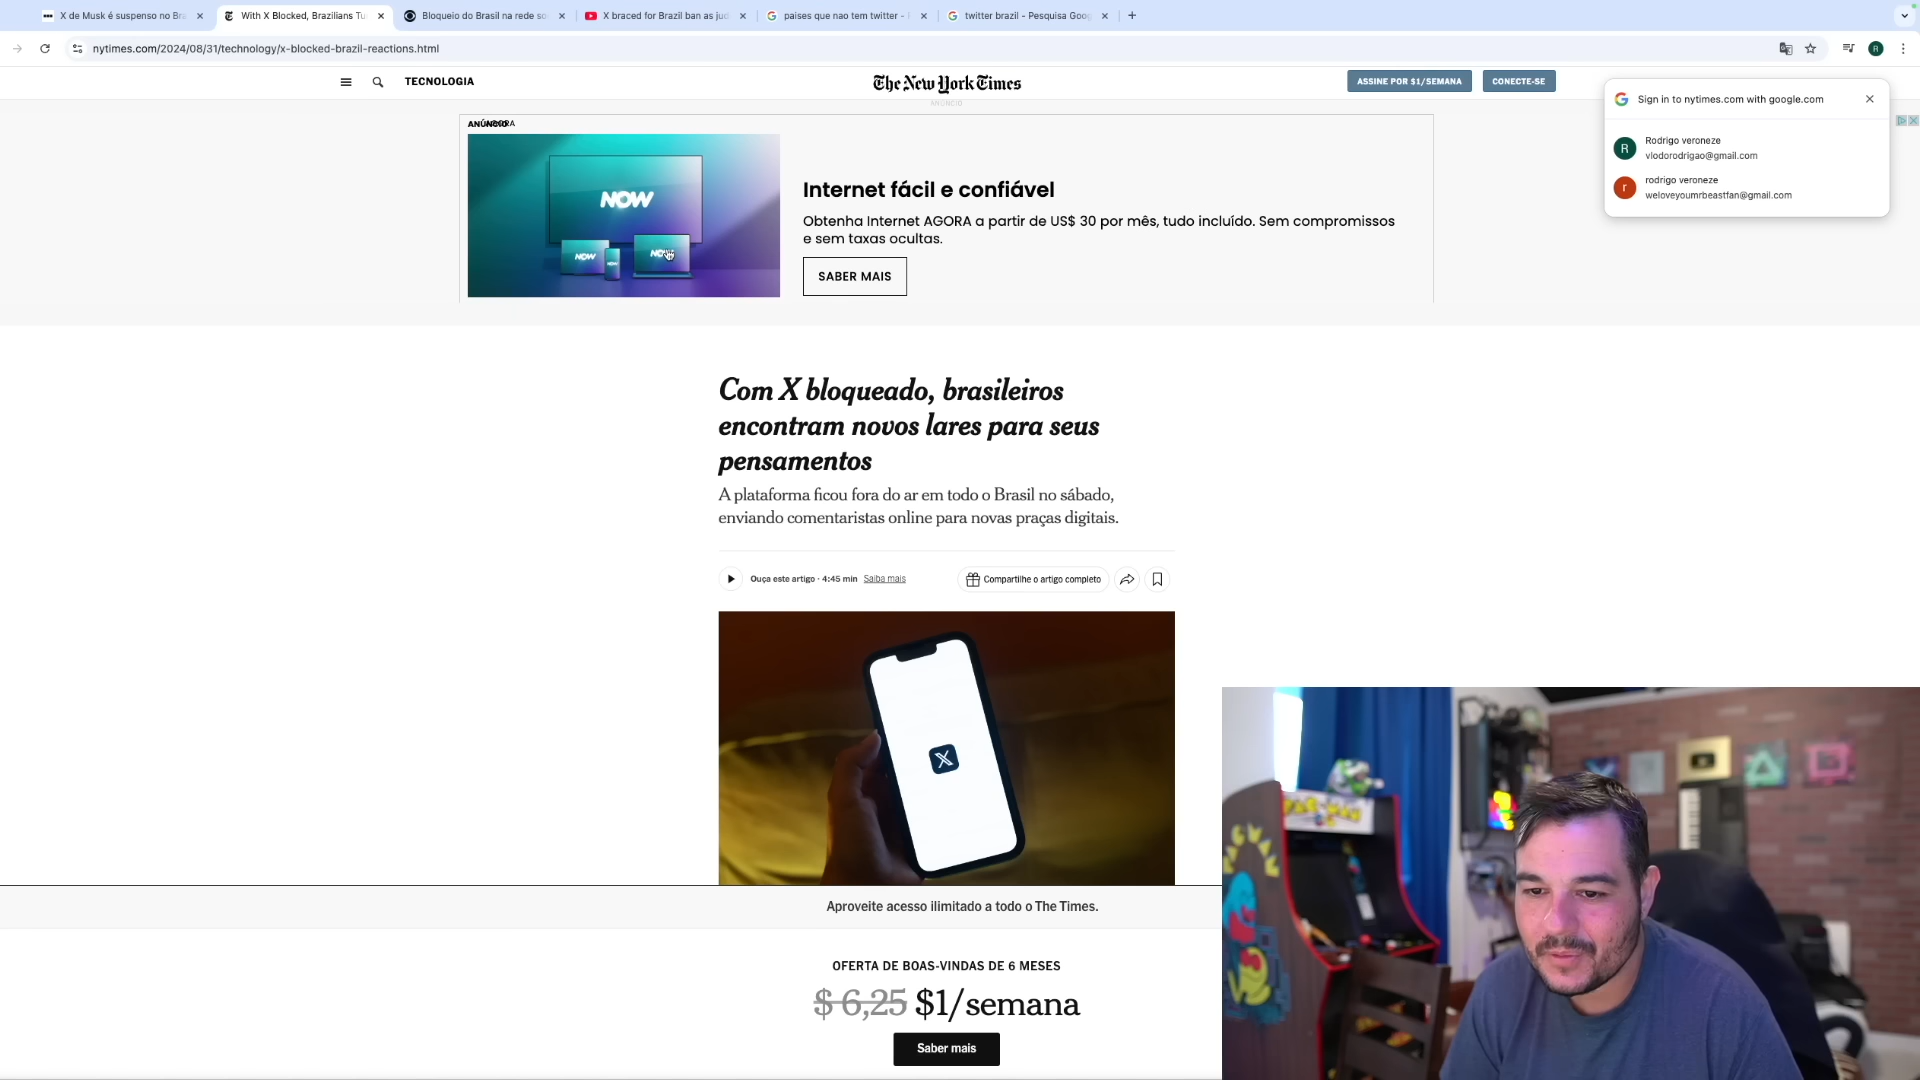 X de Musk é suspenso no Bra
With X Blocked, Brazilians Tu
Bloqueio do Brasil na rede so
X braced for Brazil ban as jud
paises que nao tem twitter -
twitter brazil - Pesquisa Goog
nytimes.com/2024/08/31/technology/x-blocked-brazil-reactions.html
R
TECNOLOGIA
The New York Times
ASSINE POR $1/SEMANA
CONECTE-SE
ANÚNCIO
Sign in to nytimes.com with google.com
R
Rodrigo veroneze
vlodorodrigao@gmail.com
r
rodrigo veroneze
weloveyoumrbeastfan@gmail.com
ANÚNCIO
NOW
NOW
NOW
NOW
Internet fácil e confiável
Obtenha Internet AGORA a partir de US$ 30 por mês, tudo incluído. Sem compromissos
e sem taxas ocultas.
SABER MAIS
Com X bloqueado, brasileiros
encontram novos lares para seus
pensamentos
A plataforma ficou fora do ar em todo o Brasil no sábado,
enviando comentaristas online para novas praças digitais.
Ouça este artigo · 4:45 min Saiba mais
Compartilhe o artigo completo
X
Aproveite acesso ilimitado a todo o The Times.
OFERTA DE BOAS-VINDAS DE 6 MESES
$ 6,25 $1/semana
Saber mais